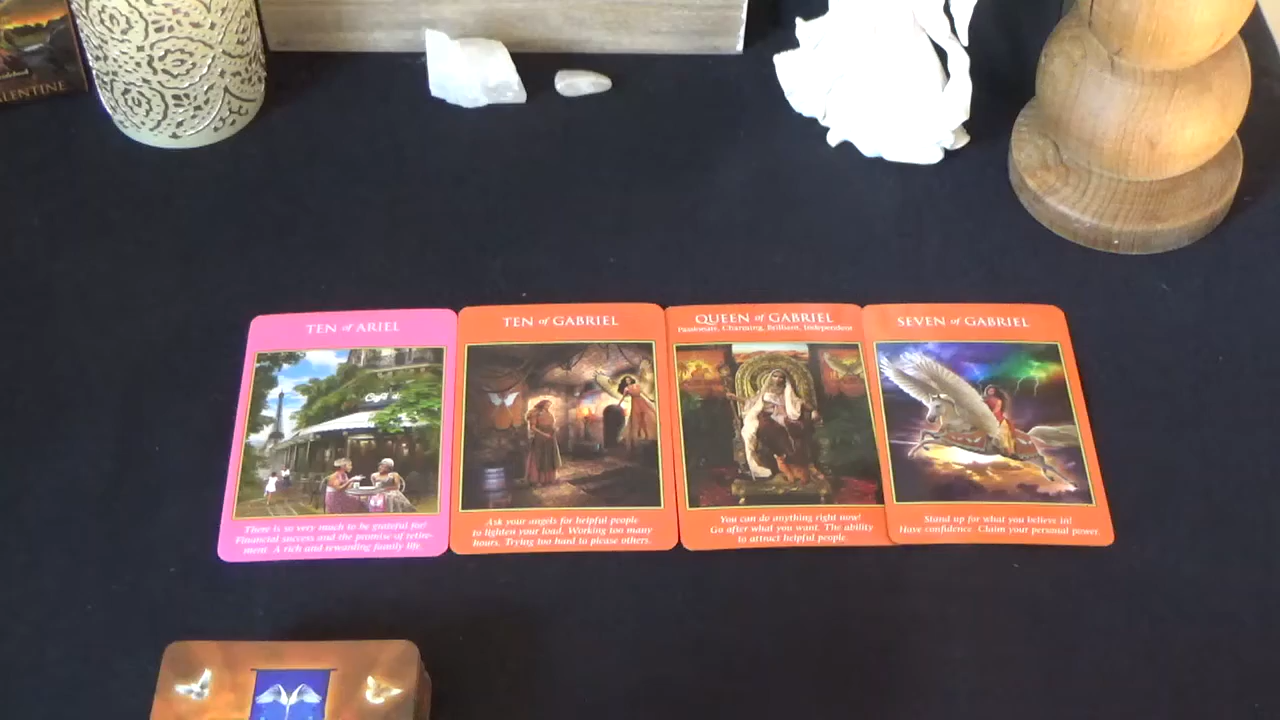 ALENTINE
TEN of ARIEL
There is so very much to be grateful for!
Financial success and the promise of retire-
ment. A rich and rewarding family life.
TEN of GABRIEL
Ask your angels for helpful people
to lighten your load. Working too many
hours. Trying too hard to please others.
QUEEN of GABRIEL
Passionate, Charming, Brilliant, Independent
You can do anything right now!
Go after what you want. The ability
to attract helpful people.
SEVEN of GABRIEL
Stand up for what you believe in!
Have confidence. Claim your personal power.